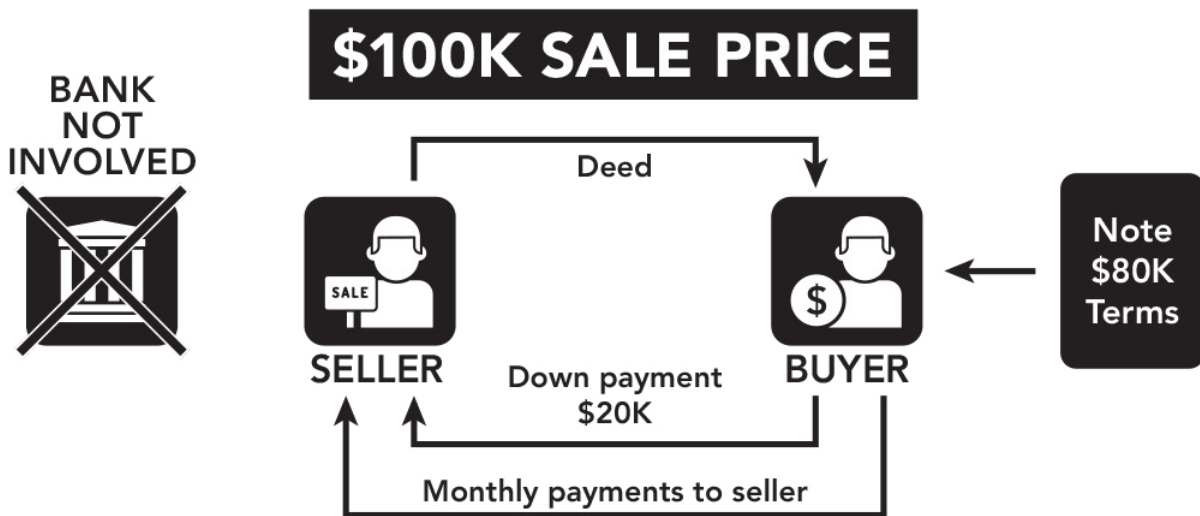 $100K SALE PRICE
BANK
NOT
INVOLVED
Deed
SALE
$
Note
$80K
Terms
SELLER
BUYER
Down payment
$20K
Monthly payments to seller